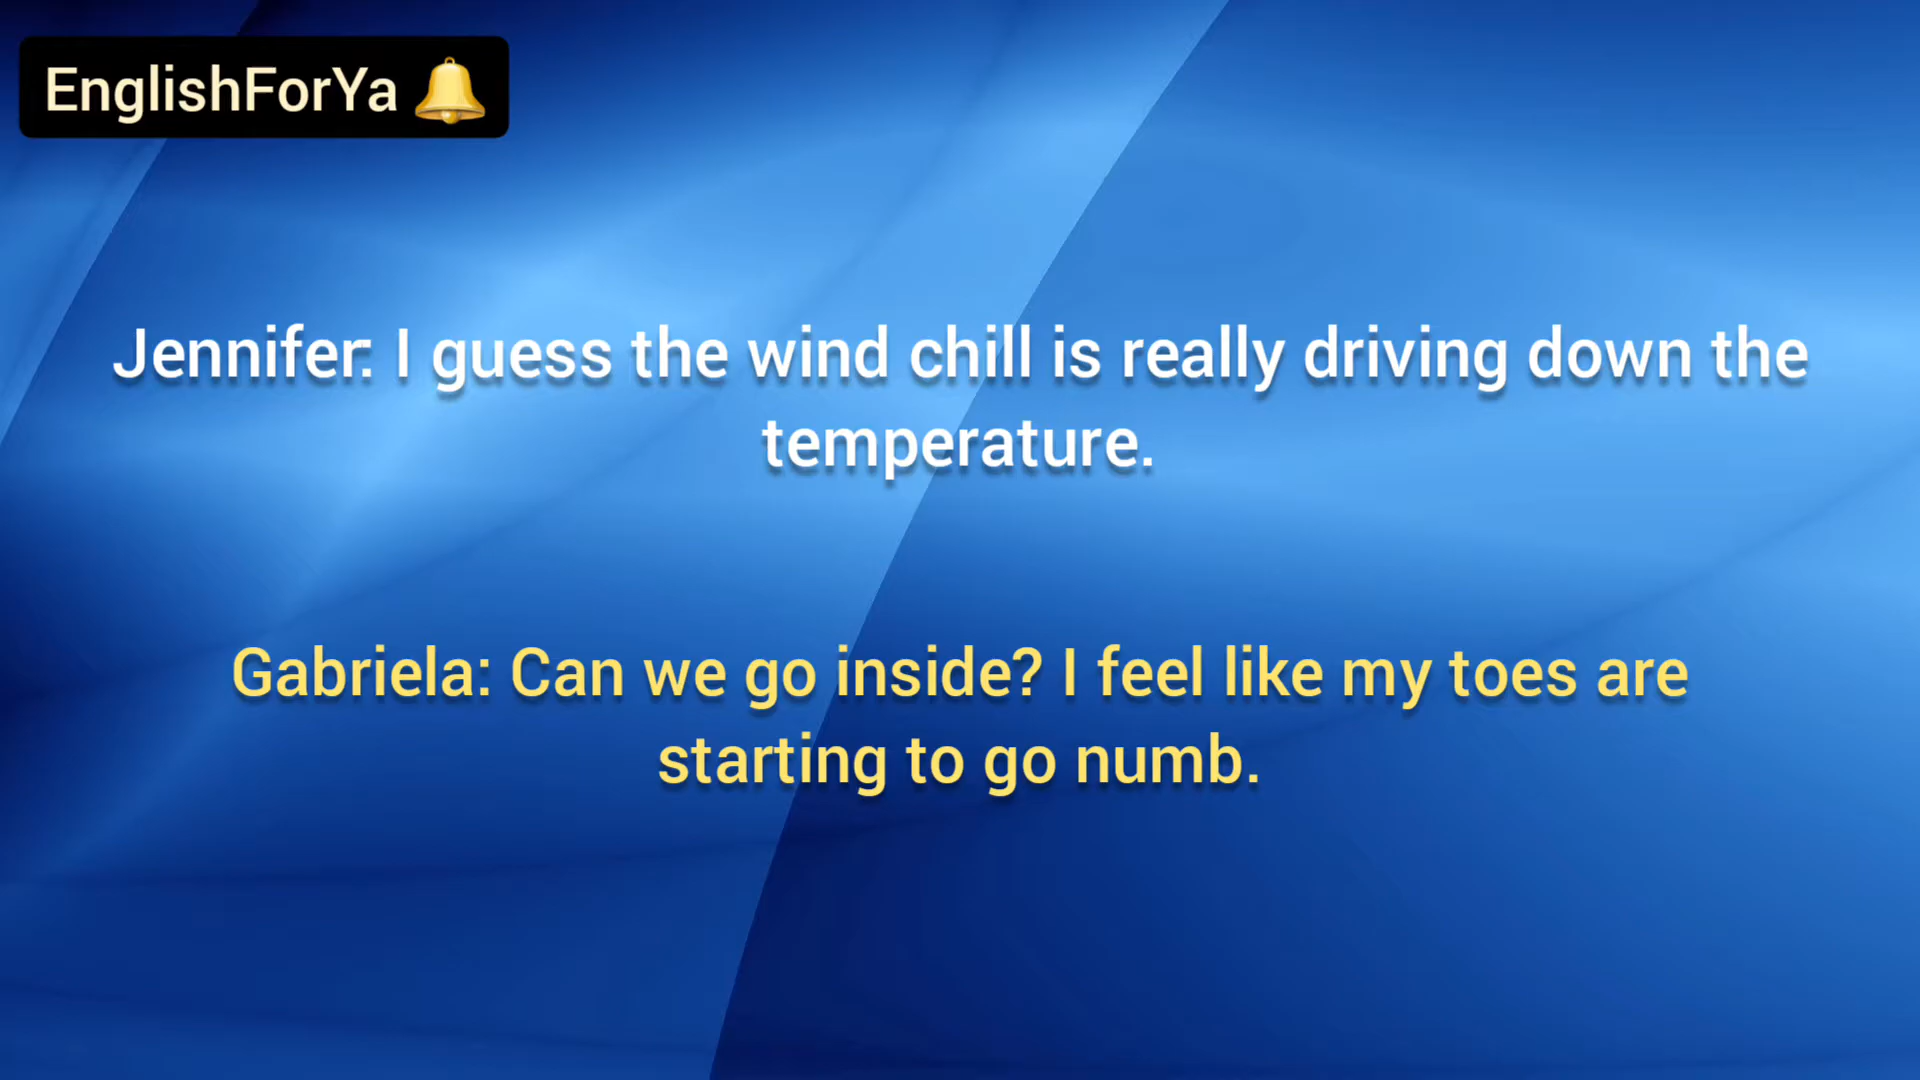 EnglishForYa 🔔
Jennifer: I guess the wind chill is really driving down the
temperature.
Gabriela: Can we go inside? I feel like my toes are
starting to go numb.